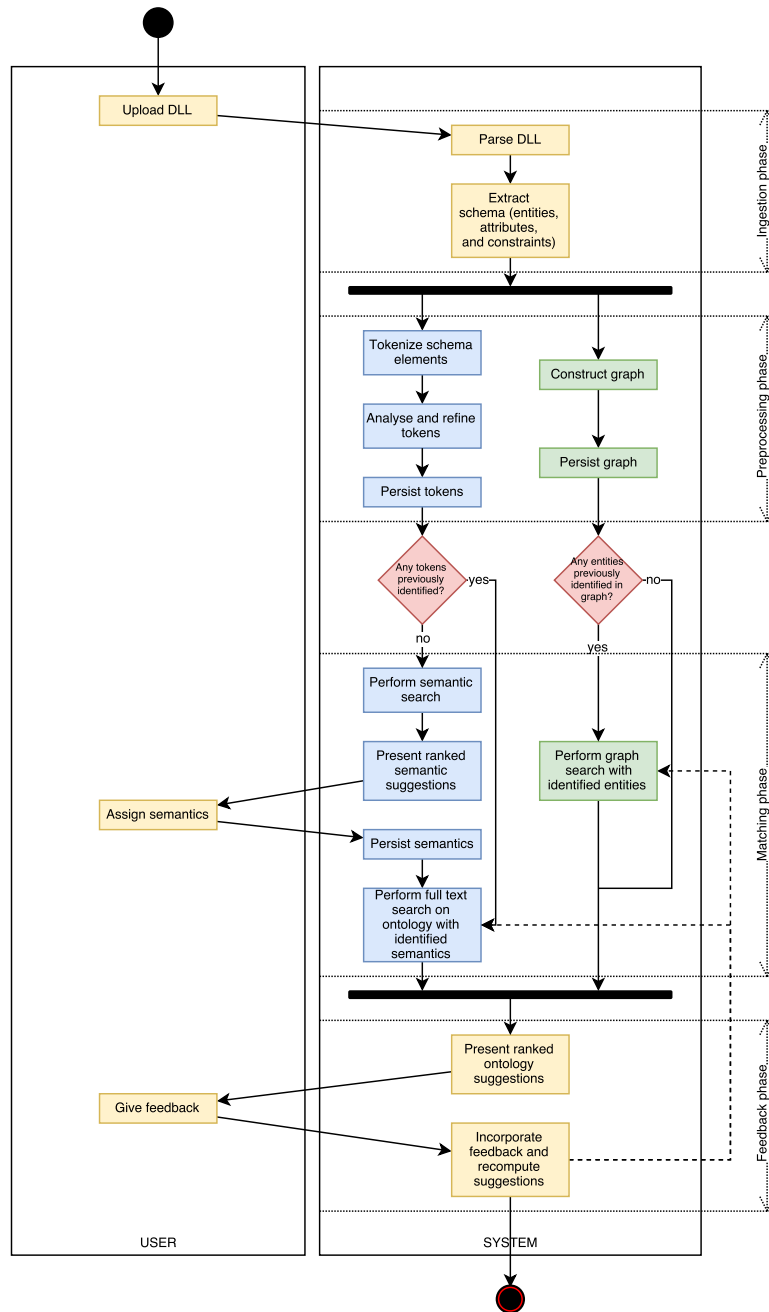 Upload DLL
Parse DLL
Extract
schema (entities,
attributes,
and constraints)
Ingestion phase
Tokenize schema
elements
Construct graph
Analyse and refine
tokens
Persist graph
Persist tokens
Preprocessing phase
Any tokens
previously
identified?
yes
no
Any entities
previously
identified in
graph?
no
yes
Perform semantic
search
Present ranked
semantic
suggestions
Perform graph
search with
identified entities
Assign semantics
Persist semantics
Perform full text
search on
ontology with
identified
semantics
Matching phase
Present ranked
ontology
suggestions
Give feedback
Incorporate
feedback and
recompute
suggestions
Feedback phase
USER
SYSTEM